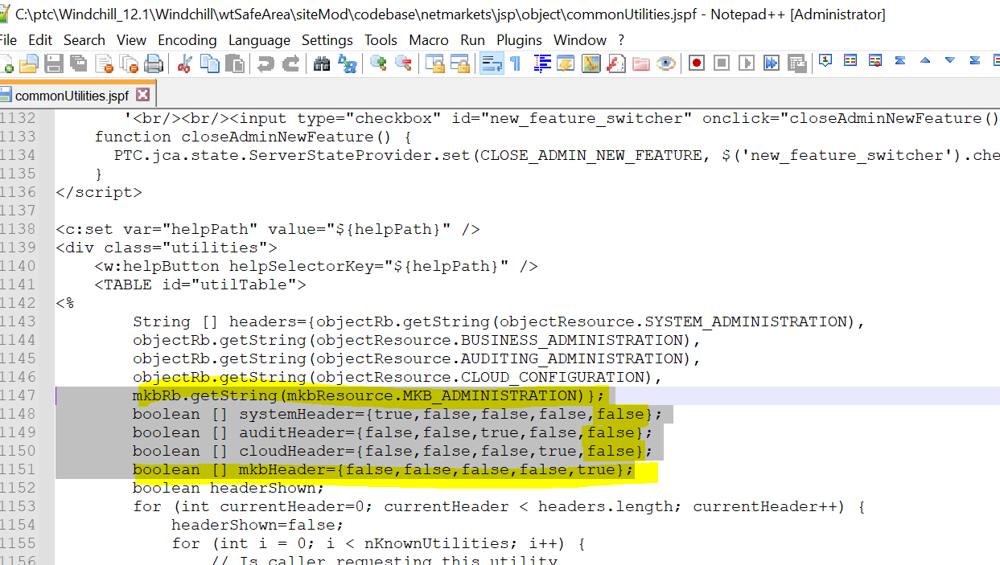 C:\ptc\Windchill_12.1\Windchill\wtSafeArea\siteMod\codebase\netmarkets\jsp\object\commonUtilities.jspf - Notepad++ [Administrator]
File Edit Search View Encoding Language Settings Tools Macro Run Plugins Window ?
commonUtilities.jspf
1132 '<br/><br/><input type="checkbox" id="new_feature_switcher" onclick="closeAdminNewFeature()
1133 function closeAdminNewFeature() {
1134 PTC.jca.state.ServerStateProvider.set(CLOSE_ADMIN_NEW_FEATURE, $('new_feature_switcher').che
1135 }
1136 </script>
1137
1138 <c:set var="helpPath" value="${helpPath}" />
1139 <div class="utilities">
1140 <w:helpButton helpSelectorKey="${helpPath}" />
1141 <TABLE id="utilTable">
1142 <%
1143 String [] headers={objectRb.getString(objectResource.SYSTEM_ADMINISTRATION),
1144 objectRb.getString(objectResource.BUSINESS_ADMINISTRATION),
1145 objectRb.getString(objectResource.AUDITING_ADMINISTRATION),
1146 objectRb.getString(objectResource.CLOUD_CONFIGURATION),
1147 mkbRb.getString(mkbResource.MKB_ADMINISTRATION)};
1148 boolean [] systemHeader={true,false,false,false,false};
1149 boolean [] auditHeader={false,false,true,false,false};
1150 boolean [] cloudHeader={false,false,false,true,false};
1151 boolean [] mkbHeader={false,false,false,false,true};
1152 boolean headerShown;
1153 for (int currentHeader=0; currentHeader < headers.length; currentHeader++) {
1154 headerShown=false;
1155 for (int i = 0; i < nKnownUtilities; i++) {
1156 // Is caller requesting this utility